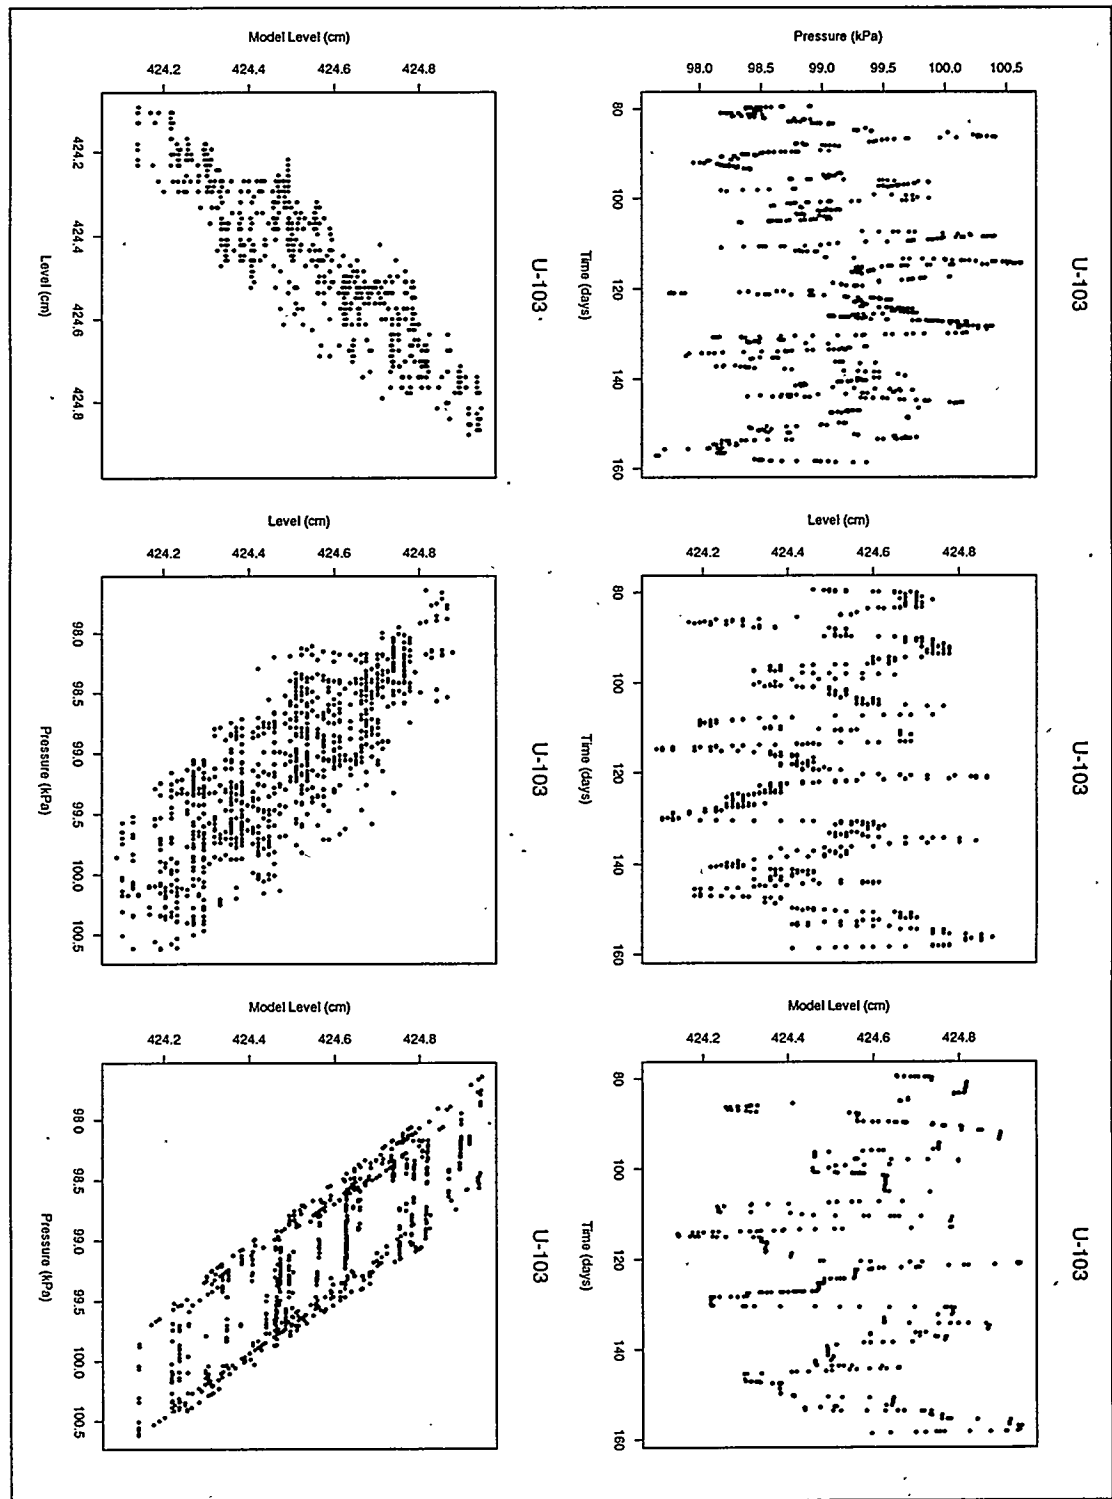 U-103
Pressure (kPa)
98.0 98.5 99.0 99.5 100.0 100.5
80 100 120 140 160
Time (days)
U-103
Level (cm)
424.2 424.4 424.6 424.8
80 100 120 140 160
Time (days)
U-103
Model Level (cm)
424.2 424.4 424.6 424.8
80 100 120 140 160
Time (days)
U-103
Model Level (cm)
424.2 424.4 424.6 424.8
424.2 424.4 424.6 424.8
Level (cm)
U-103
Level (cm)
424.2 424.4 424.6 424.8
98.0 98.5 99.0 99.5 100.0 100.5
Pressure (kPa)
U-103
Model Level (cm)
424.2 424.4 424.6 424.8
98.0 98.5 99.0 99.5 100.0 100.5
Pressure (kPa)